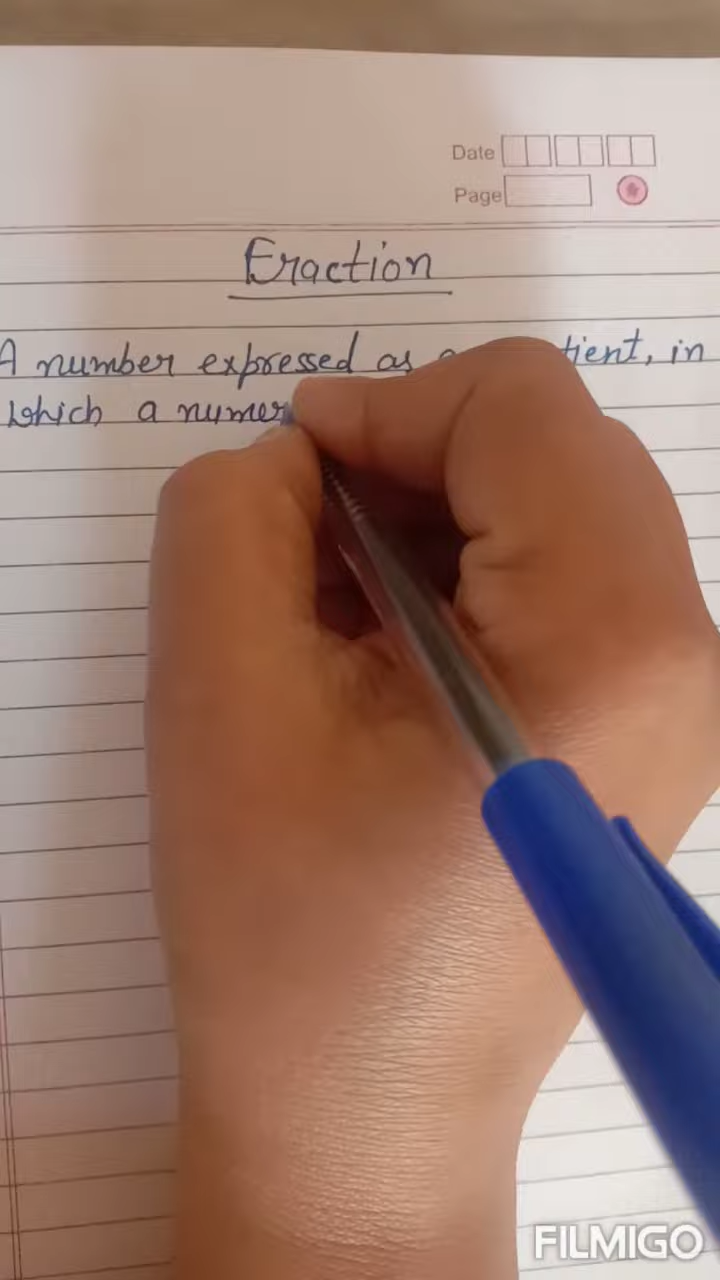 Date
Page
Fraction
A number expressed as a tient, in
which a numer
FILMIGO